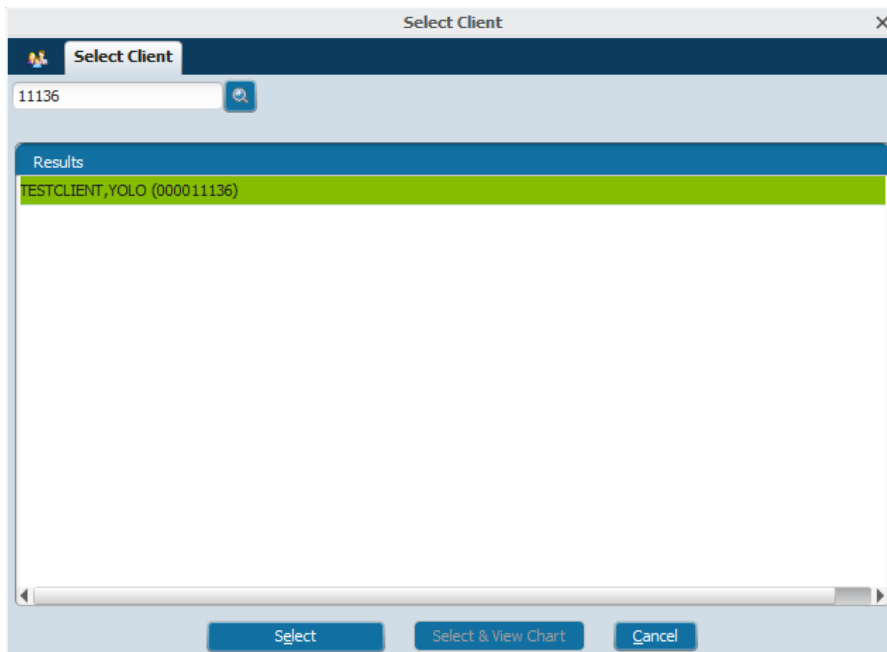 Select Client
Select Client
11136
Results
TESTCLIENT,YOLO (000011136)
Select Select & View Chart Cancel